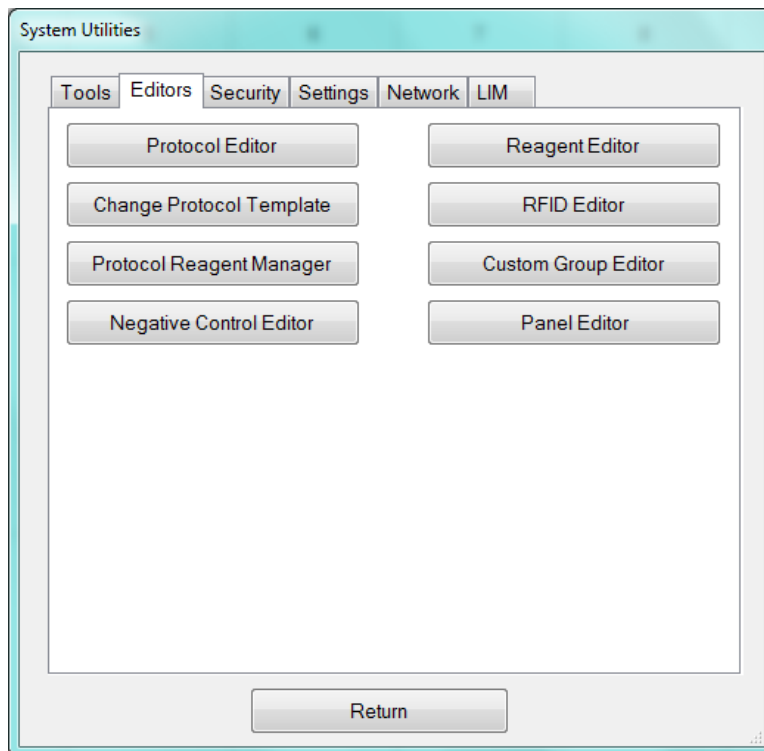 System Utilities
Tools Editors Security Settings Network LIM
Protocol Editor Reagent Editor
Change Protocol Template RFID Editor
Protocol Reagent Manager Custom Group Editor
Negative Control Editor Panel Editor
Return